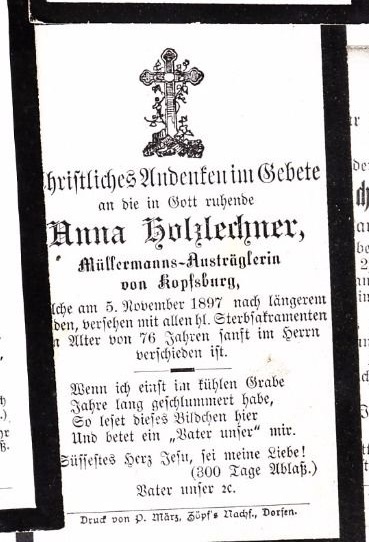 Christliches Andenken im Gebete
an die in Gott ruhende
Anna Holzlechner,
Müllermanns-Austräglerin
von Kopfsburg,
lche am 5. November 1897 nach längerem
den, versehen mit allen hl. Sterbsakramenten
Alter von 76 Jahren sanft im Herrn
verschieden ist.
Wenn ich einst im kühlen Grabe
Jahre lang geschlummert habe,
So leset dieses Bildchen hier
Und betet ein „Vater unser“ mir.
Süssestes Herz Jesu, sei meine Liebe!
(300 Tage Ablaß.)
Vater unser ꝛc.
Druck von P. März, Zöpf's Nachf., Dorfen.